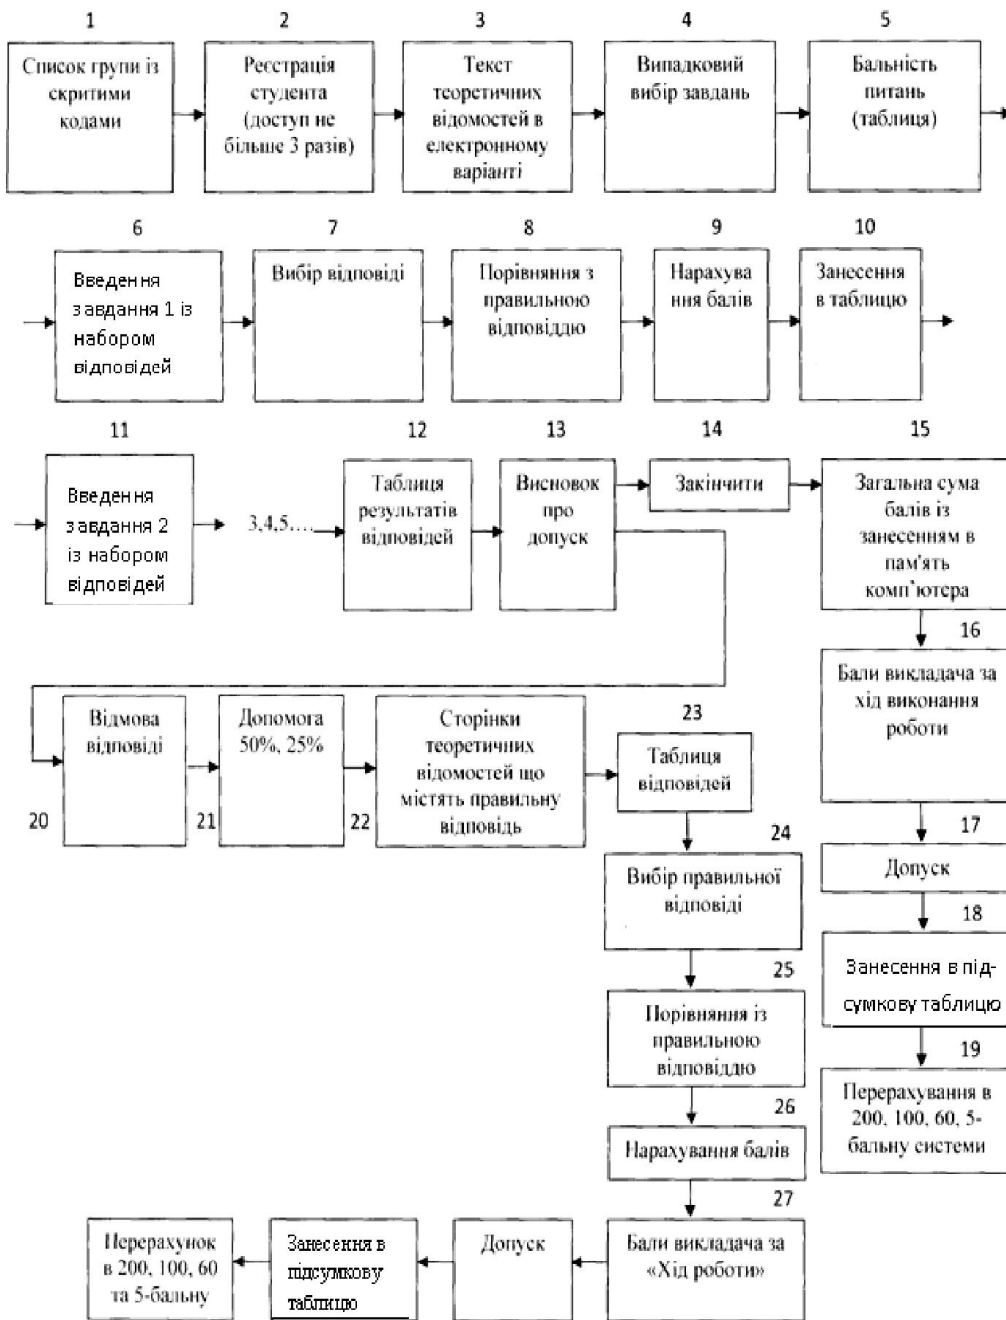 1 2 3 4 5
Список групи із
скритими
кодами
Реєстрація
студента
(доступ не
більше 3 разів)
Текст
теоретичних
відомостей в
електронному
варіанті
Випадковий
вибір завдань
Бальність
питань
(таблиця)
6 7 8 9 10
Введення
завдання 1 із
набором
відповідей
Вибір відповіді
Порівняння з
правильною
відповіддю
Нарахува
ння балів
Занесення
в таблицю
11 12 13 14 15
Введення
завдання 2
із набором
відповідей
3,4,5....
Таблиця
результатів
відповідей
Висновок
про
допуск
Закінчити
Загальна сума
балів із
занесенням в
пам'ять
комп'ютера
16
Бали викладача за
хід виконання
роботи
17
Допуск
18
Занесення в під-
сумкову таблицю
19
Перерахування в
200, 100, 60, 5-
бальну системи
20
Відмова
відповіді
21
Допомога
50%, 25%
22
Сторінки
теоретичних
відомостей що
містять правильну
відповідь
23
Таблиця
відповідей
24
Вибір правильної
відповіді
25
Порівняння із
правильною
відповіддю
26
Нарахування балів
27
Бали викладача за
«Хід роботи»
Допуск
Занесення в
підсумкову
таблицю
Перерахунок
в 200, 100, 60
та 5-бальну